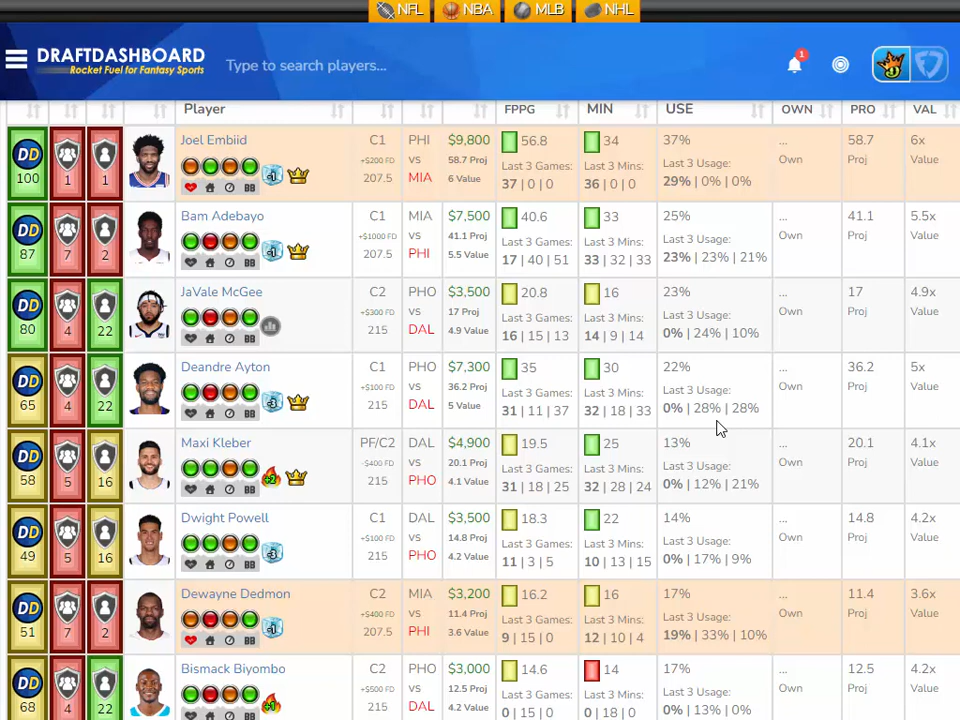 NFL NBA MLB NHL
DRAFTDASHBOARD
Rocket Fuel for Fantasy Sports
Type to search players...
1
Player FPPG MIN USE OWN PRO VAL
DD 100 1 1 Joel Embiid C1 +$200 FD 207.5 PHI VS MIA $9,800 58.7 Proj 6 Value 56.8 Last 3 Games: 37 | 0 | 0 34 Last 3 Mins: 36 | 0 | 0 37% Last 3 Usage: 29% | 0% | 0% ... Own 58.7 Proj 6x Value
-1
BB
DD 87 7 2 Bam Adebayo C1 +$1000 FD 207.5 MIA VS PHI $7,500 41.1 Proj 5.5 Value 40.6 Last 3 Games: 17 | 40 | 51 33 Last 3 Mins: 33 | 32 | 33 25% Last 3 Usage: 23% | 23% | 21% ... Own 41.1 Proj 5.5x Value
-1
BB
DD 80 4 22 JaVale McGee C2 +$300 FD 215 PHO VS DAL $3,500 17 Proj 4.9 Value 20.8 Last 3 Games: 16 | 15 | 13 16 Last 3 Mins: 14 | 9 | 14 23% Last 3 Usage: 0% | 24% | 10% ... Own 17 Proj 4.9x Value
BB
DD 65 4 22 Deandre Ayton C1 +$100 FD 215 PHO VS DAL $7,300 36.2 Proj 5 Value 35 Last 3 Games: 31 | 11 | 37 30 Last 3 Mins: 32 | 18 | 33 22% Last 3 Usage: 0% | 28% | 28% ... Own 36.2 Proj 5x Value
-3
BB
DD 58 5 16 Maxi Kleber PF/C2 -$400 FD 215 DAL VS PHO $4,900 20.1 Proj 4.1 Value 19.5 Last 3 Games: 31 | 18 | 25 25 Last 3 Mins: 32 | 28 | 24 13% Last 3 Usage: 0% | 12% | 21% ... Own 20.1 Proj 4.1x Value
+2
BB
DD 49 5 16 Dwight Powell C1 +$100 FD 215 DAL VS PHO $3,500 14.8 Proj 4.2 Value 18.3 Last 3 Games: 11 | 3 | 5 22 Last 3 Mins: 10 | 13 | 15 14% Last 3 Usage: 0% | 17% | 9% ... Own 14.8 Proj 4.2x Value
-3
BB
DD 51 7 2 Dewayne Dedmon C2 +$400 FD 207.5 MIA VS PHI $3,200 11.4 Proj 3.6 Value 16.2 Last 3 Games: 9 | 15 | 0 16 Last 3 Mins: 12 | 10 | 4 17% Last 3 Usage: 19% | 33% | 10% ... Own 11.4 Proj 3.6x Value
-1
BB
DD 68 4 22 Bismack Biyombo C2 +$500 FD 215 PHO VS DAL $3,000 12.5 Proj 4.2 Value 14.6 Last 3 Games: 0 | 15 | 0 14 Last 3 Mins: 0 | 18 | 0 17% Last 3 Usage: 0% | 13% | 0% ... Own 12.5 Proj 4.2x Value
+1
BB